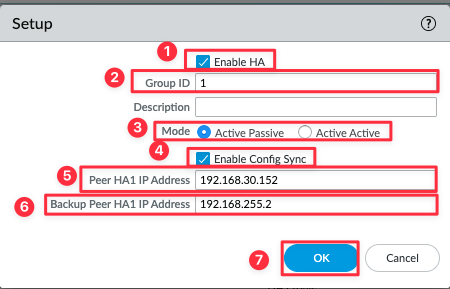 Setup
?
1
Enable HA
2 Group ID 1
Description
3 Mode Active Passive Active Active
4
Enable Config Sync
5 Peer HA1 IP Address 192.168.30.152
6 Backup Peer HA1 IP Address 192.168.255.2
7 OK Cancel